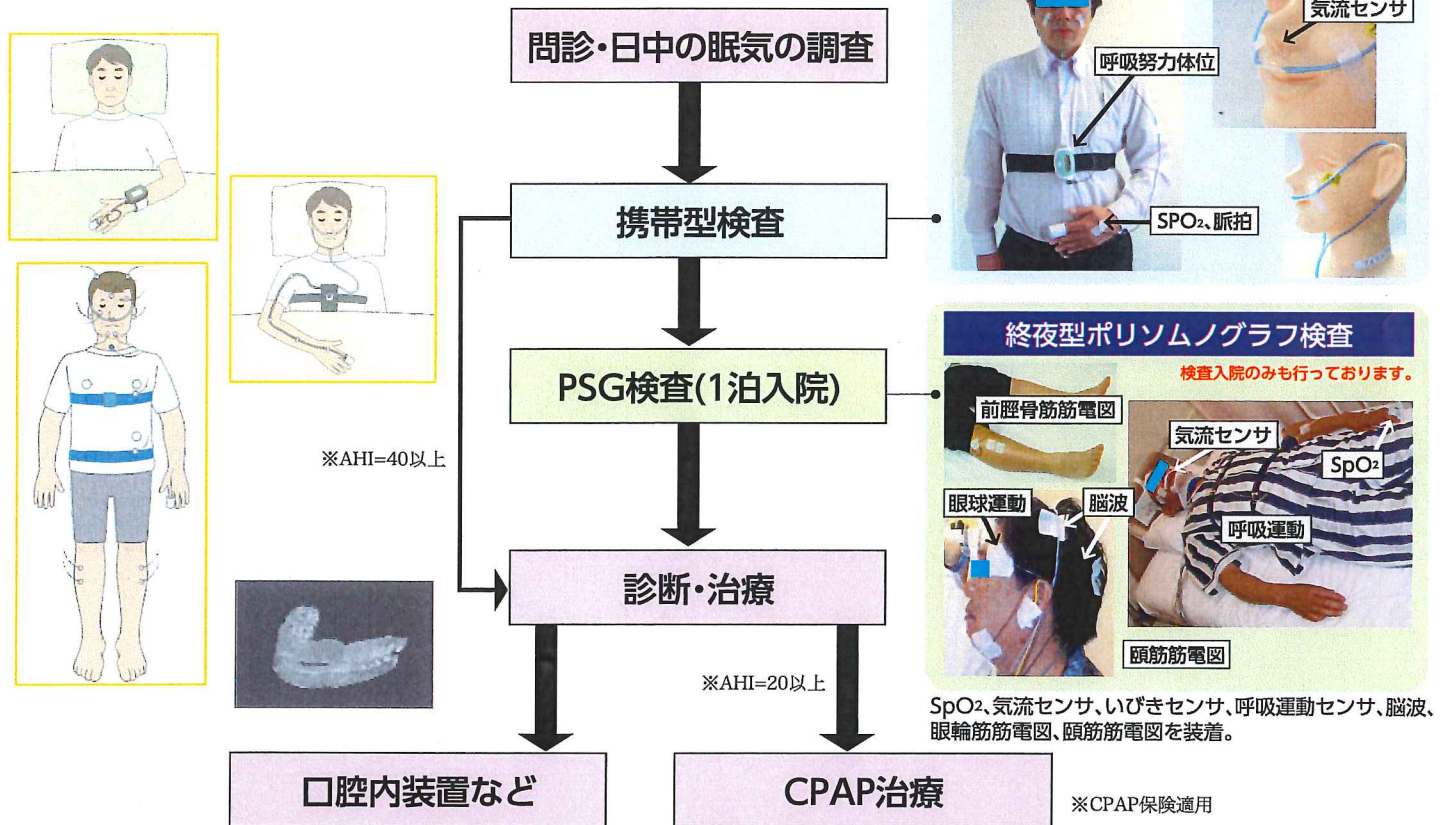 問診・日中の眠気の調査
気流センサ
呼吸努力体位
SPO2、脈拍
携帯型検査
終夜型ポリソムノグラフ検査
検査入院のみも行っております。
PSG検査(1泊入院)
前脛骨筋筋電図
気流センサ
SpO2
眼球運動
脳波
呼吸運動
頤筋筋電図
※AHI=40以上
診断・治療
※AHI=20以上
SpO2、気流センサ、いびきセンサ、呼吸運動センサ、脳波、
眼輪筋筋電図、頤筋筋電図を装着。
口腔内装置など
CPAP治療
※CPAP保険適用